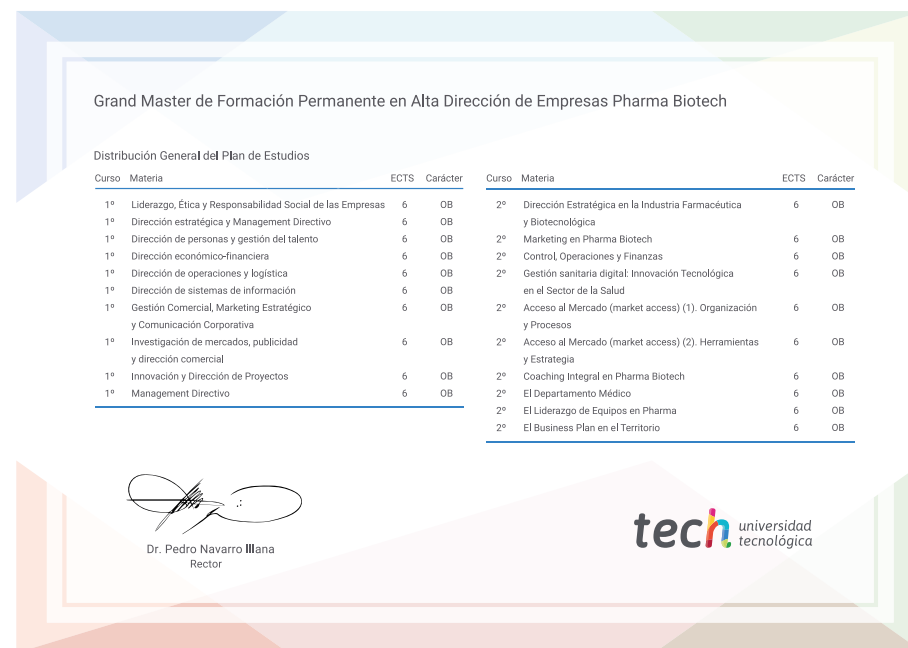 Grand Master de Formación Permanente en Alta Dirección de Empresas Pharma Biotech
Distribución General del Plan de Estudios
Curso Materia ECTS Carácter
1º Liderazgo, Ética y Responsabilidad Social de las Empresas 6 OB
1º Dirección estratégica y Management Directivo 6 OB
1º Dirección de personas y gestión del talento 6 OB
1º Dirección económico-financiera 6 OB
1º Dirección de operaciones y logística 6 OB
1º Dirección de sistemas de información 6 OB
1º Gestión Comercial, Marketing Estratégico 6 OB
y Comunicación Corporativa
1º Investigación de mercados, publicidad 6 OB
y dirección comercial
1º Innovación y Dirección de Proyectos 6 OB
1º Management Directivo 6 OB
Curso Materia ECTS Carácter
2º Dirección Estratégica en la Industria Farmacéutica 6 OB
y Biotecnológica
2º Marketing en Pharma Biotech 6 OB
2º Control, Operaciones y Finanzas 6 OB
2º Gestión sanitaria digital: Innovación Tecnológica 6 OB
en el Sector de la Salud
2º Acceso al Mercado (market access) (1). Organización 6 OB
y Procesos
2º Acceso al Mercado (market access) (2). Herramientas 6 OB
y Estrategia
2º Coaching Integral en Pharma Biotech 6 OB
2º El Departamento Médico 6 OB
2º El Liderazgo de Equipos en Pharma 6 OB
2º El Business Plan en el Territorio 6 OB
Dr. Pedro Navarro Illana
Rector
tech universidad
tecnológica